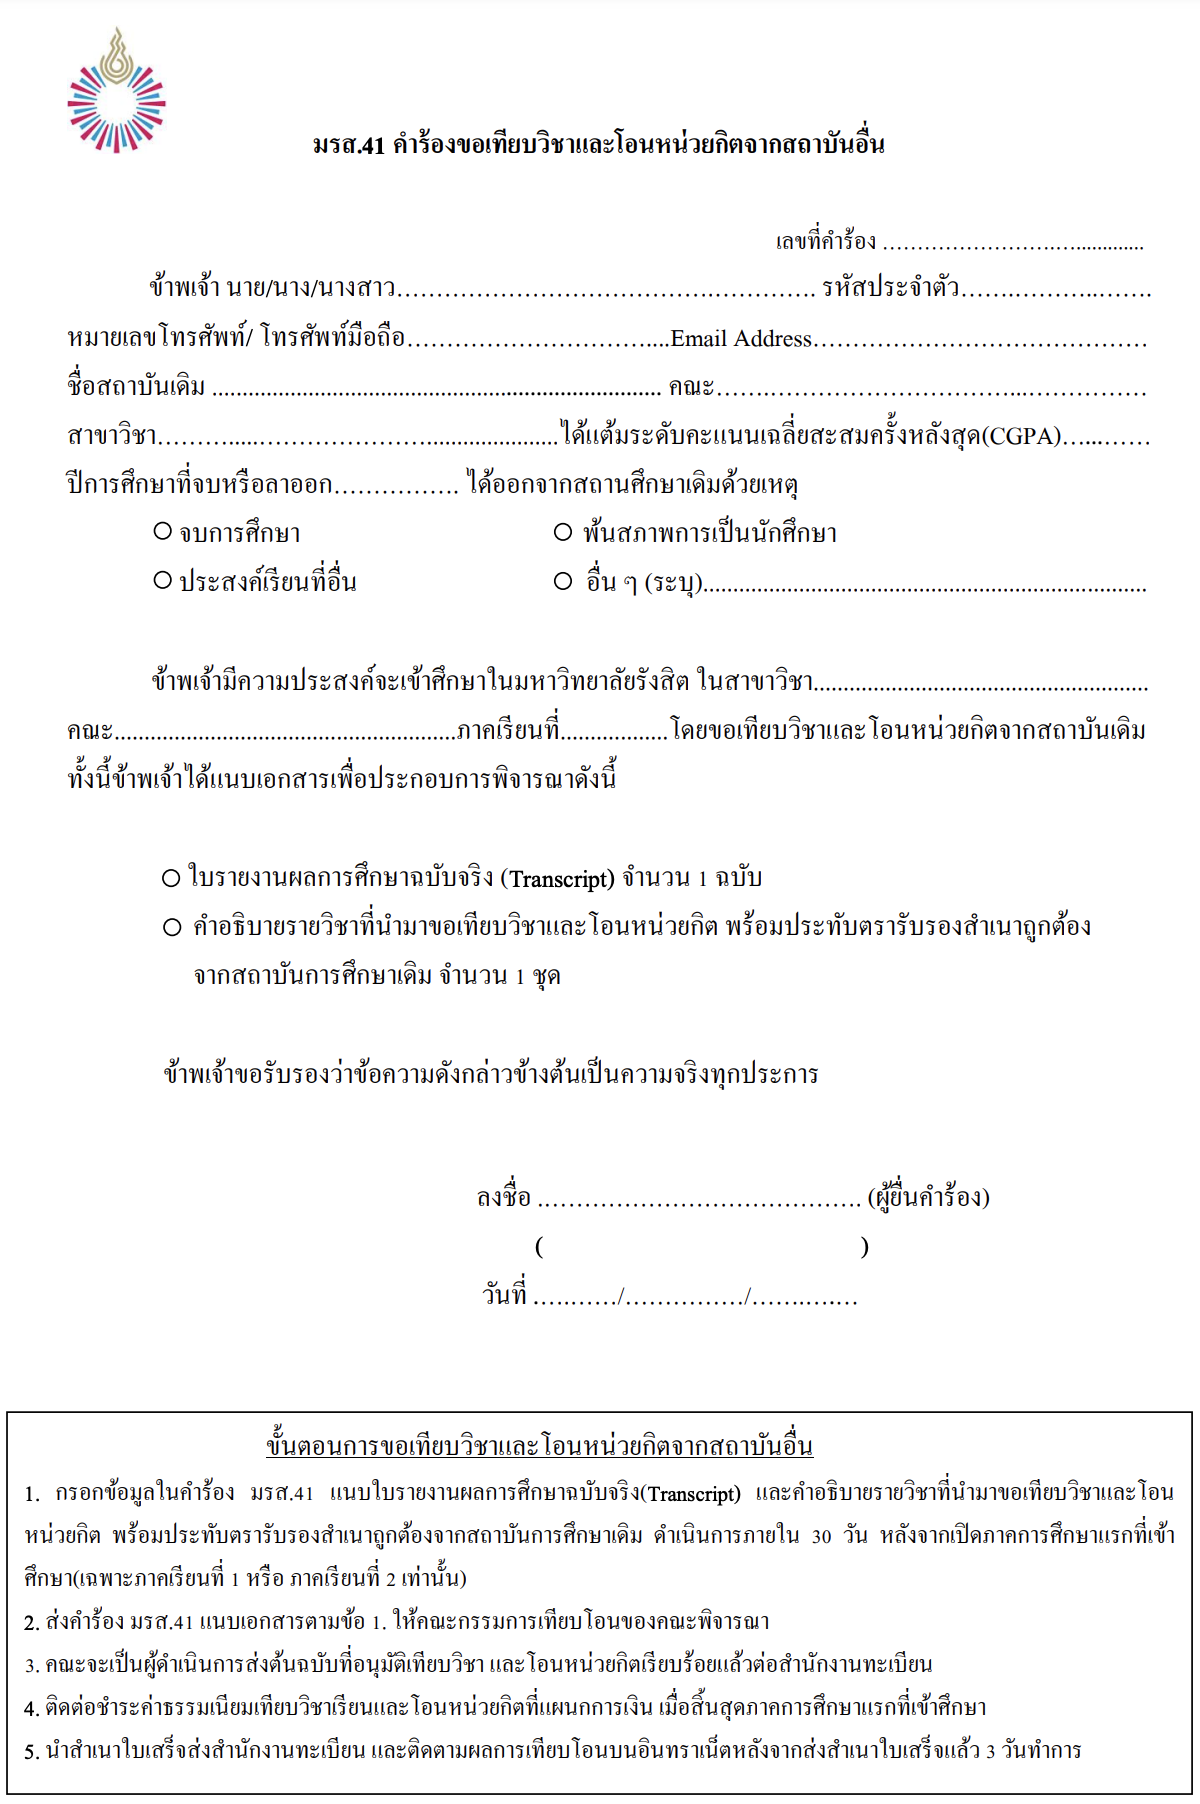 มรส.41 คำร้องขอเทียบวิชาและโอนหน่วยกิตจากสถาบันอื่น
เลขที่คำร้อง ……………………..…............
ข้าพเจ้า นาย/นาง/นางสาว……………………………………………. รหัสประจำตัว…………………….
หมายเลขโทรศัพท์/ โทรศัพท์มือถือ…………………………....Email Address……………………………………
ชื่อสถาบันเดิม ........................................................................... คณะ………………………………………………
สาขาวิชา………....…………………......................ได้แต้มระดับคะแนนเฉลี่ยสะสมครั้งหลังสุด(CGPA)…...……
ปีการศึกษาที่จบหรือลาออก……………. ได้ออกจากสถานศึกษาเดิมด้วยเหตุ
○ จบการศึกษา ○ พ้นสภาพการเป็นนักศึกษา
○ ประสงค์เรียนที่อื่น ○ อื่น ๆ (ระบุ)..........................................................................
ข้าพเจ้ามีความประสงค์จะเข้าศึกษาในมหาวิทยาลัยรังสิต ในสาขาวิชา........................................................
คณะ.........................................................ภาคเรียนที่..................โดยขอเทียบวิชาและโอนหน่วยกิตจากสถาบันเดิม
ทั้งนี้ข้าพเจ้าได้แนบเอกสารเพื่อประกอบการพิจารณาดังนี้
○ ใบรายงานผลการศึกษาฉบับจริง (Transcript) จำนวน 1 ฉบับ
○ คำอธิบายรายวิชาที่นำมาขอเทียบวิชาและโอนหน่วยกิต พร้อมประทับตรารับรองสำเนาถูกต้อง
จากสถาบันการศึกษาเดิม จำนวน 1 ชุด
ข้าพเจ้าขอรับรองว่าข้อความดังกล่าวข้างต้นเป็นความจริงทุกประการ
ลงชื่อ …………………………………. (ผู้ยื่นคำร้อง)
( )
วันที่ …………/……………/…………
ขั้นตอนการขอเทียบวิชาและโอนหน่วยกิตจากสถาบันอื่น
1. กรอกข้อมูลในคำร้อง มรส.41 แนบใบรายงานผลการศึกษาฉบับจริง(Transcript) และคำอธิบายรายวิชาที่นำมาขอเทียบวิชาและโอน
หน่วยกิต พร้อมประทับตรารับรองสำเนาถูกต้องจากสถาบันการศึกษาเดิม ดำเนินการภายใน 30 วัน หลังจากเปิดภาคการศึกษาแรกที่เข้า
ศึกษา(เฉพาะภาคเรียนที่ 1 หรือ ภาคเรียนที่ 2 เท่านั้น)
2. ส่งคำร้อง มรส.41 แนบเอกสารตามข้อ 1. ให้คณะกรรมการเทียบโอนของคณะพิจารณา
3. คณะจะเป็นผู้ดำเนินการส่งต้นฉบับที่อนุมัติเทียบวิชา และโอนหน่วยกิตเรียบร้อยแล้วต่อสำนักงานทะเบียน
4. ติดต่อชำระค่าธรรมเนียมเทียบวิชาเรียนและโอนหน่วยกิตที่แผนกการเงิน เมื่อสิ้นสุดภาคการศึกษาแรกที่เข้าศึกษา
5. นำสำเนาใบเสร็จส่งสำนักงานทะเบียน และติดตามผลการเทียบโอนบนอินทราเน็ตหลังจากส่งสำเนาใบเสร็จแล้ว 3 วันทำการ